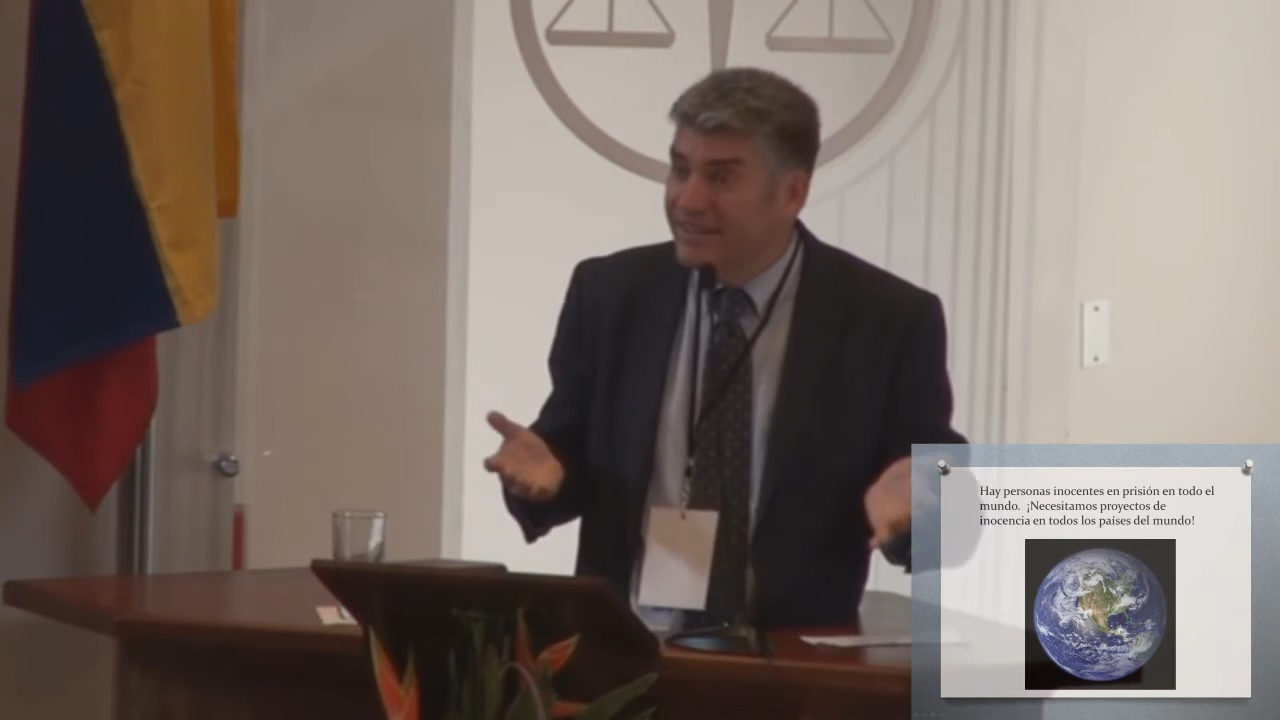 Hay personas inocentes en prisión en todo el
mundo. ¡Necesitamos proyectos de
inocencia en todos los países del mundo!